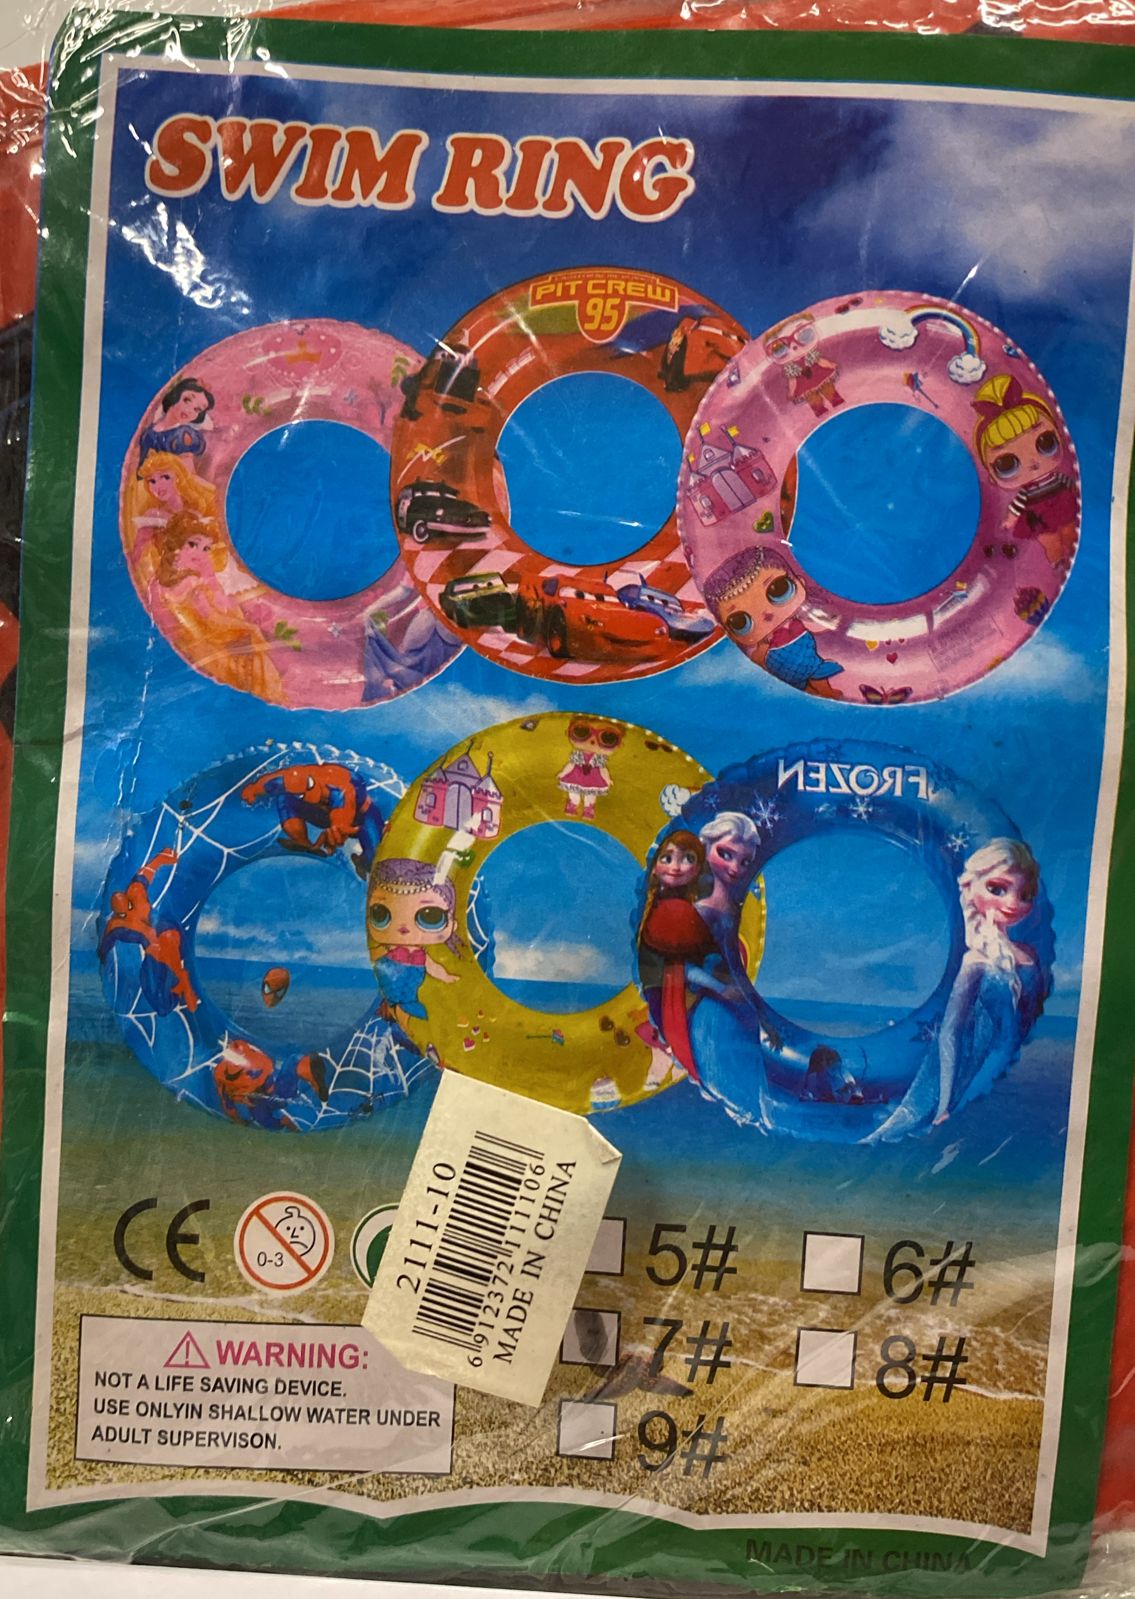 SWIM RING
PIT CREW
95
FROZEN
CE
0-3
2111-10
6912372111106
MADE IN CHINA
5#
6#
7#
8#
9#
WARNING:
NOT A LIFE SAVING DEVICE.
USE ONLYIN SHALLOW WATER UNDER
ADULT SUPERVISON.
MADE IN CHINA